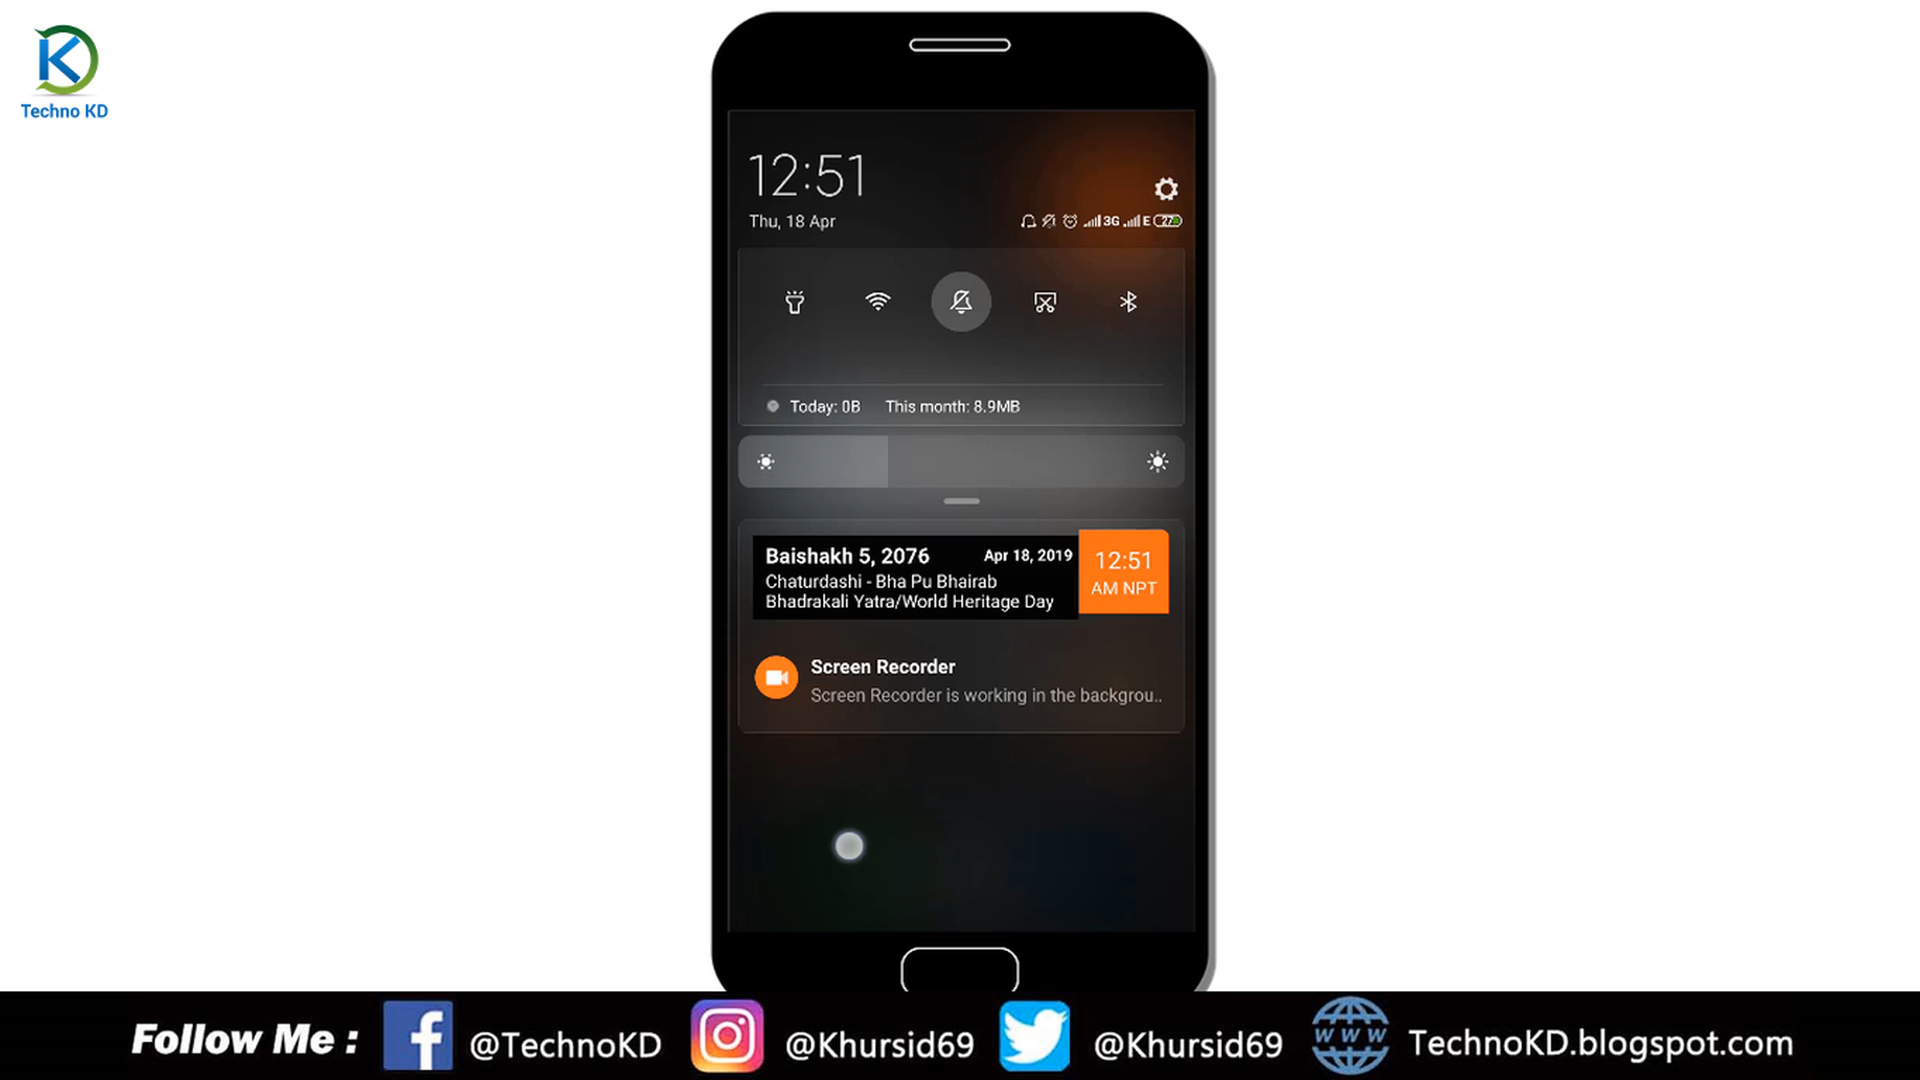 Techno KD
12:51
Thu, 18 Apr
3G E 27
Today: 0B This month: 8.9MB
Baishakh 5, 2076 Apr 18, 2019
Chaturdashi - Bha Pu Bhairab
Bhadrakali Yatra/World Heritage Day
12:51
AM NPT
Screen Recorder
Screen Recorder is working in the backgrou..
Follow Me : @TechnoKD @Khursid69 @Khursid69 WWW TechnoKD.blogspot.com